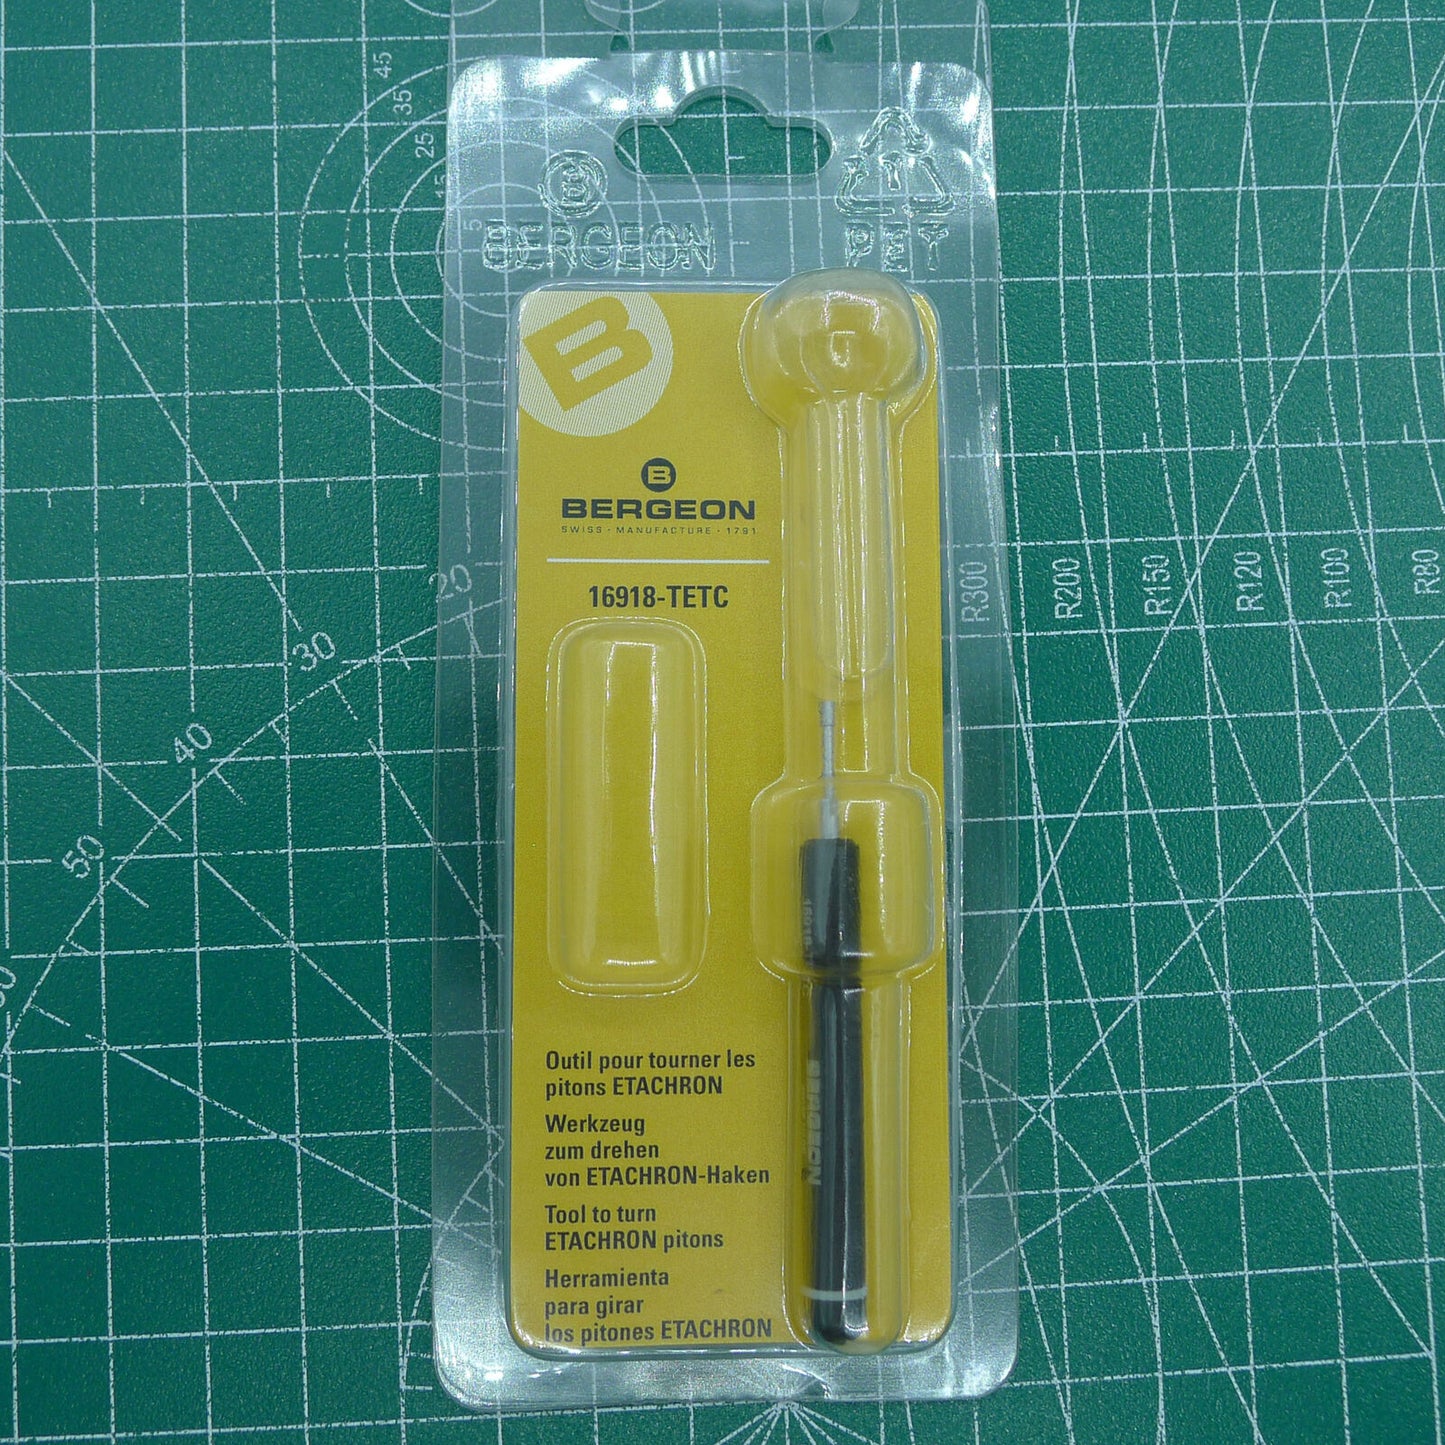 B
BERGEON
PET
B
B
BERGEON
SWISS - MANUFACTURE - 1791
16918-TETC
Outil pour tourner les
pitons ETACHRON
Werkzeug
zum drehen
von ETACHRON-Haken
Tool to turn
ETACHRON pitons
Herramienta
para girar
los pitones ETACHRON
45
35
25
5
20
30
40
50
R300
R200
R150
R120
R100
R80